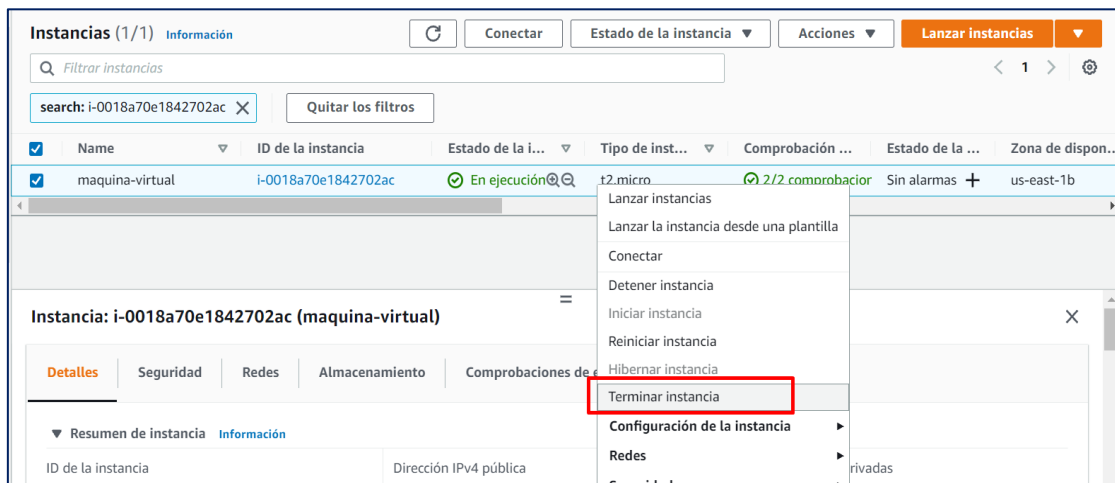 Instancias (1/1) Información
Conectar
Estado de la instancia
Acciones
Lanzar instancias
Filtrar instancias
1
search: i-0018a70e1842702ac
Quitar los filtros
Name ID de la instancia Estado de la i... Tipo de inst... Comprobación ... Estado de la ... Zona de dispon...
maquina-virtual i-0018a70e1842702ac En ejecución t2.micro 2/2 comprobacior Sin alarmas + us-east-1b
Lanzar instancias
Lanzar la instancia desde una plantilla
Conectar
Detener instancia
Iniciar instancia
Reiniciar instancia
Hibernar instancia
Terminar instancia
Configuración de la instancia
Redes
Instancia: i-0018a70e1842702ac (maquina-virtual)
Detalles Seguridad Redes Almacenamiento Comprobaciones de e
Resumen de instancia Información
ID de la instancia Dirección IPv4 pública rivadas